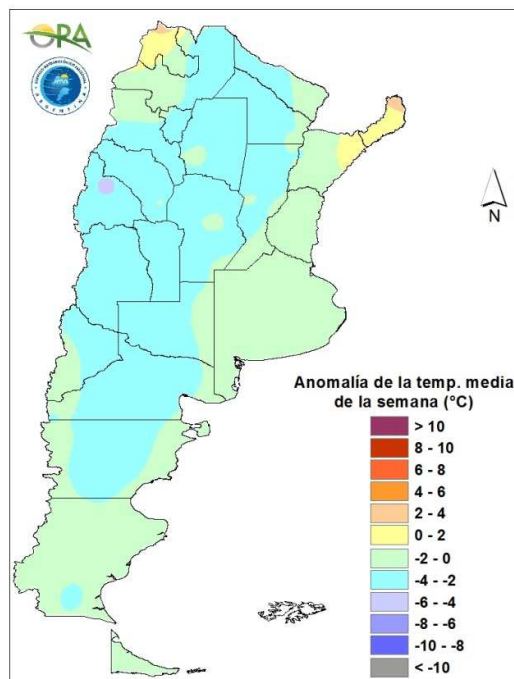 ORA
ARGENTINA
N
Anomalía de la temp. media
de la semana (°C)
> 10
8 - 10
6 - 8
4 - 6
2 - 4
0 - 2
-2 - 0
-4 - -2
-6 - -4
-8 - -6
-10 - -8
< -10